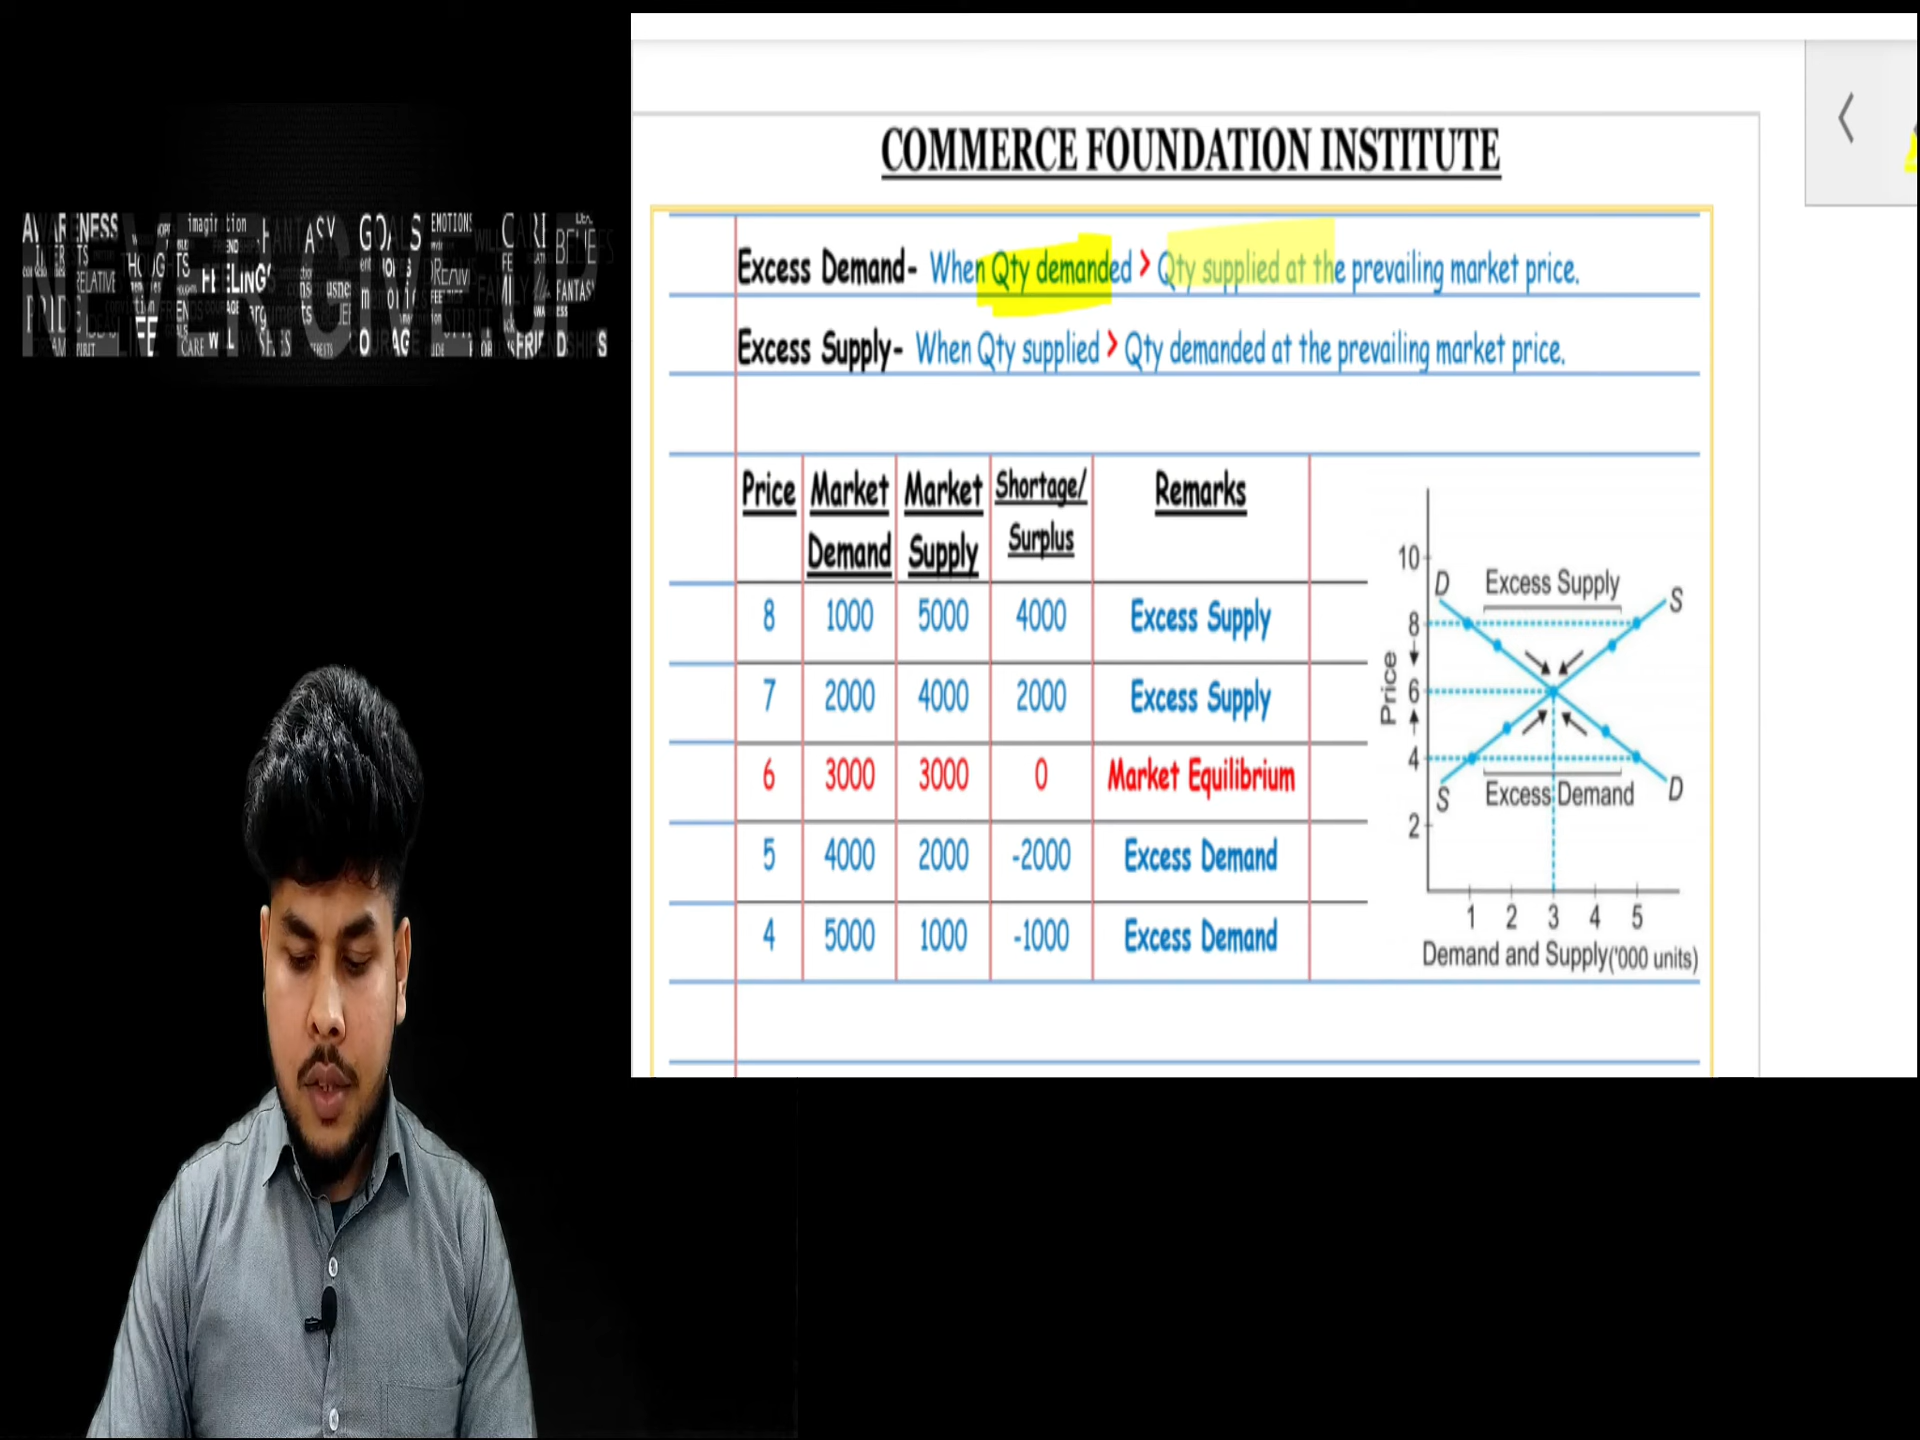 NEVER GIVE UP
COMMERCE FOUNDATION INSTITUTE
Excess Demand- When Qty demanded > Qty supplied at the prevailing market price.
Excess Supply- When Qty supplied > Qty demanded at the prevailing market price.
Price Market Demand Market Supply Shortage/ Surplus Remarks
8 1000 5000 4000 Excess Supply
7 2000 4000 2000 Excess Supply
6 3000 3000 0 Market Equilibrium
5 4000 2000 -2000 Excess Demand
4 5000 1000 -1000 Excess Demand
10
D Excess Supply S
8
Price
6
4
S Excess Demand D
2
1 2 3 4 5
Demand and Supply('000 units)